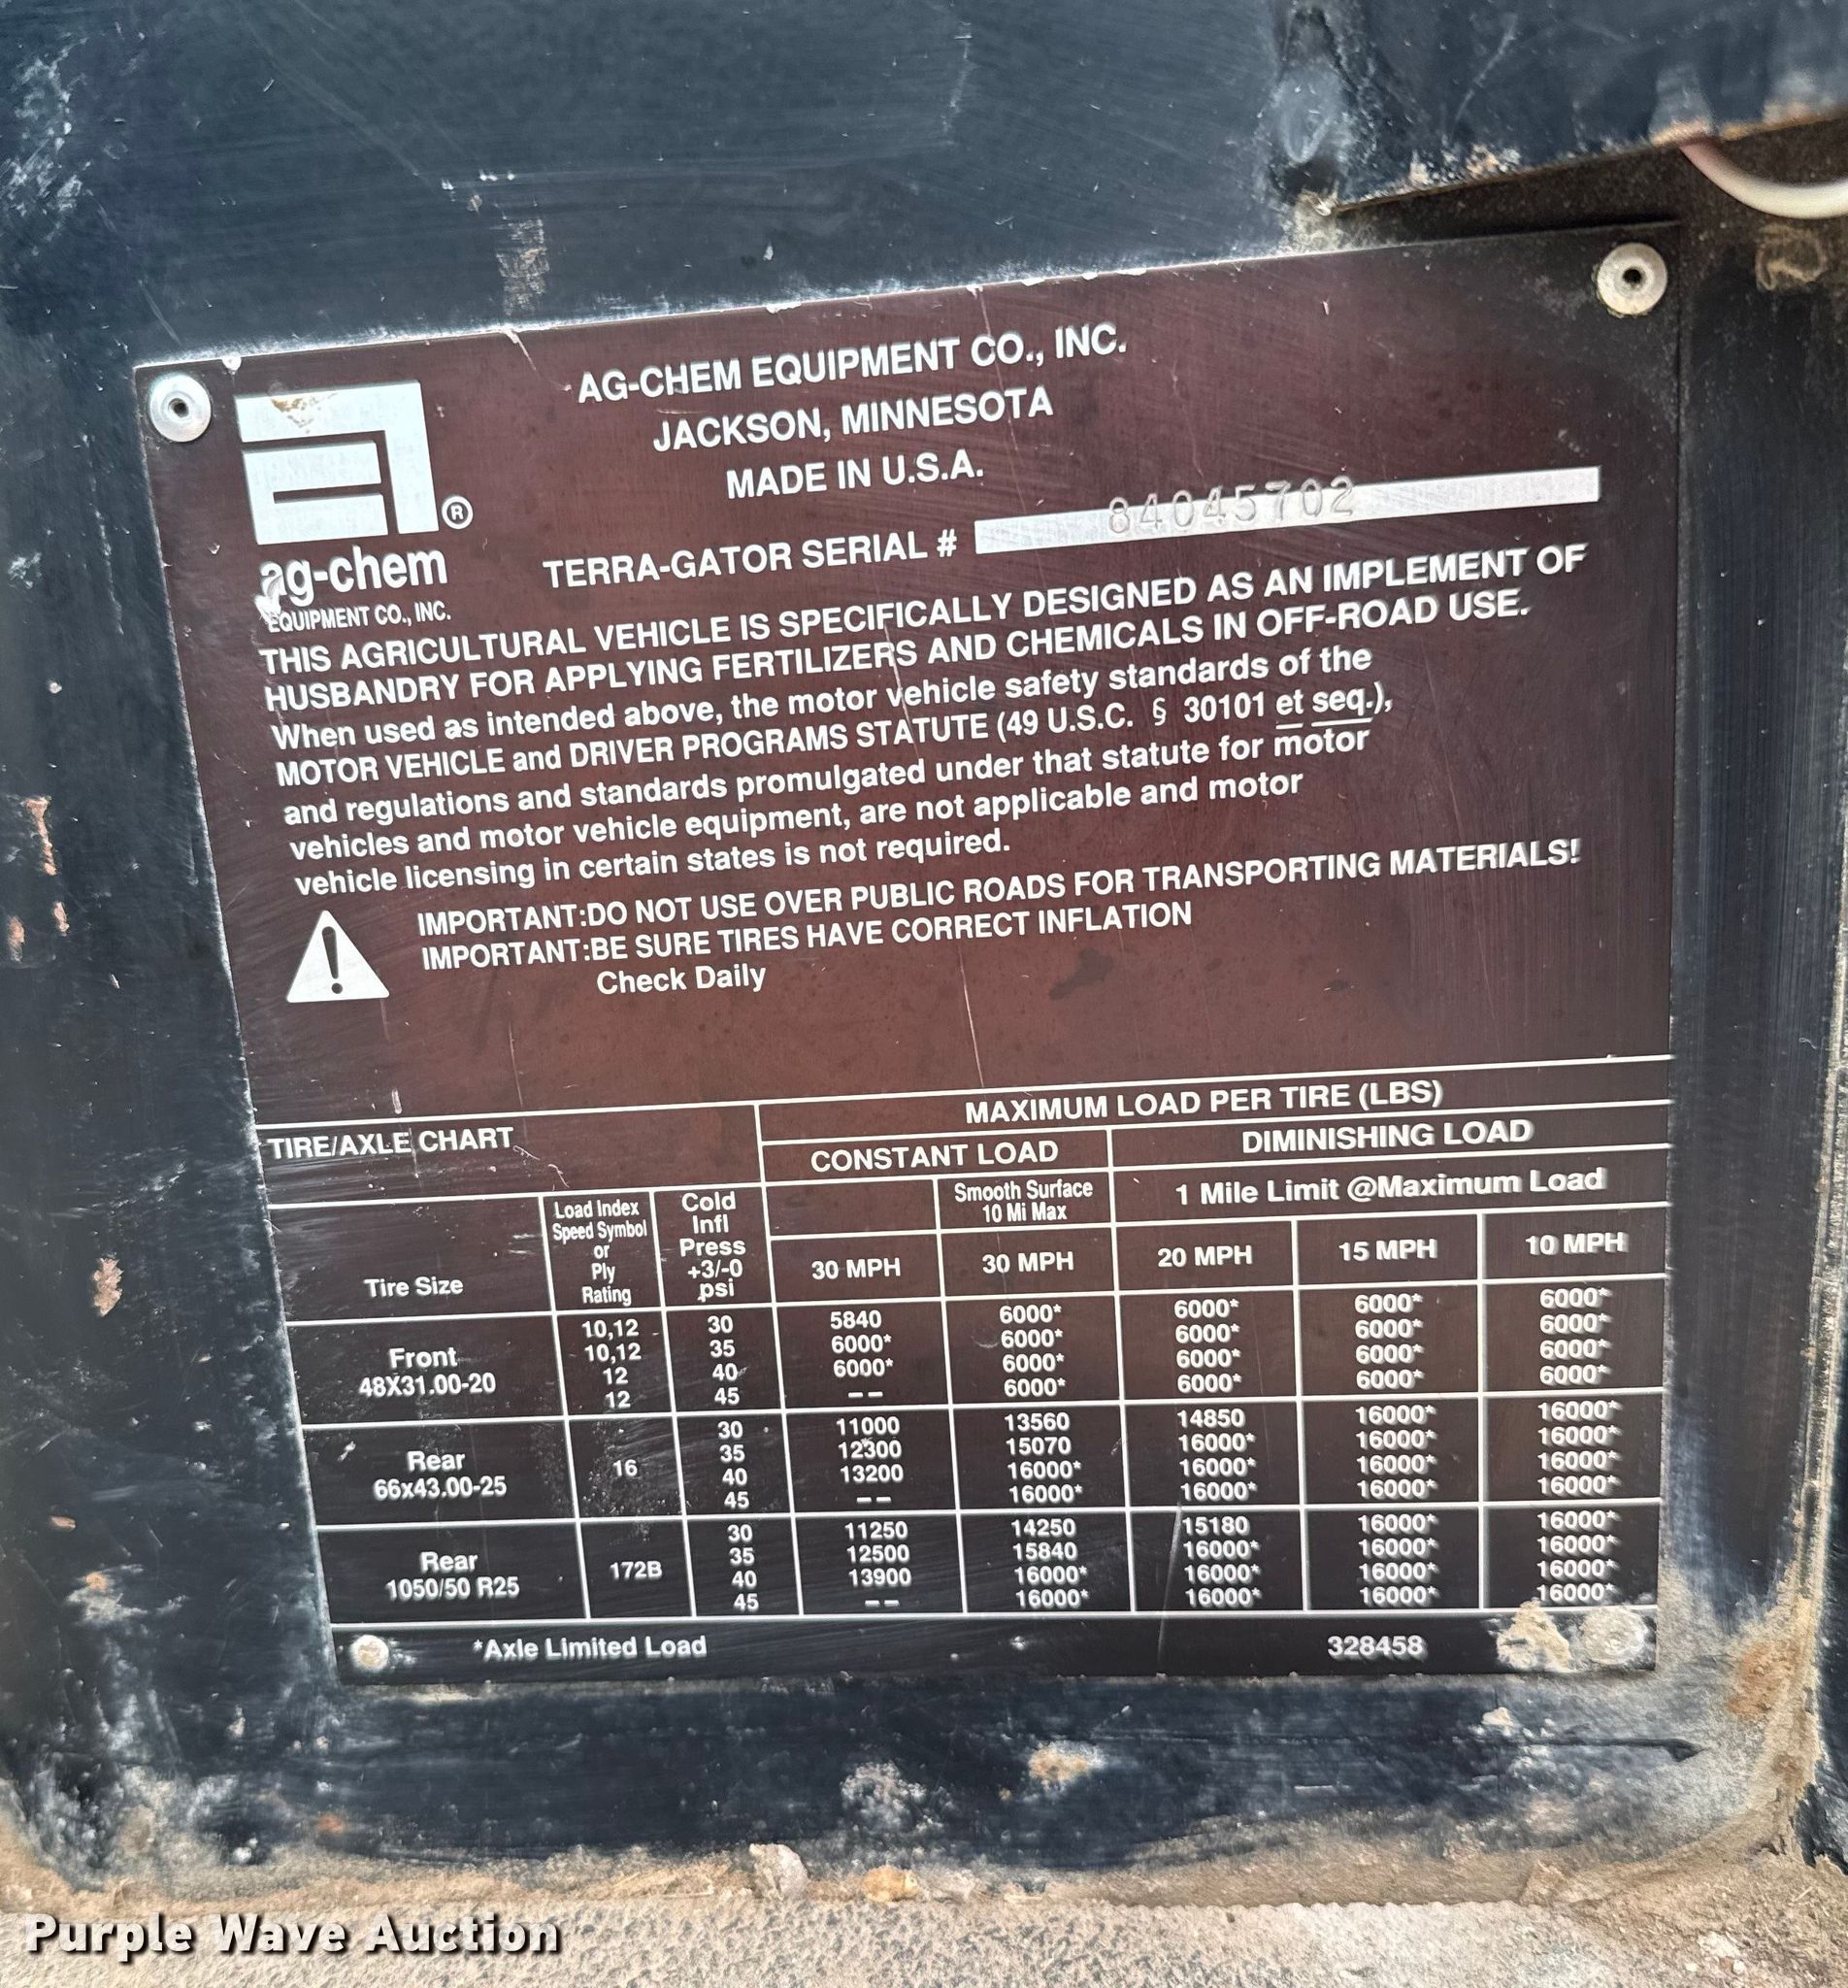 AG-CHEM EQUIPMENT CO., INC.
JACKSON, MINNESOTA
MADE IN U.S.A.
®
ag-chem
EQUIPMENT CO., INC.
TERRA-GATOR SERIAL # 84045702
THIS AGRICULTURAL VEHICLE IS SPECIFICALLY DESIGNED AS AN IMPLEMENT OF
HUSBANDRY FOR APPLYING FERTILIZERS AND CHEMICALS IN OFF-ROAD USE.
When used as intended above, the motor vehicle safety standards of the
MOTOR VEHICLE and DRIVER PROGRAMS STATUTE (49 U.S.C. § 30101 et seq.),
and regulations and standards promulgated under that statute for motor
vehicles and motor vehicle equipment, are not applicable and motor
vehicle licensing in certain states is not required.
IMPORTANT:DO NOT USE OVER PUBLIC ROADS FOR TRANSPORTING MATERIALS!
IMPORTANT:BE SURE TIRES HAVE CORRECT INFLATION
Check Daily
TIRE/AXLE CHART
MAXIMUM LOAD PER TIRE (LBS)
CONSTANT LOAD DIMINISHING LOAD
Smooth Surface
10 Mi Max
1 Mile Limit @Maximum Load
Tire Size
Load Index
Speed Symbol
or
Ply
Rating
Cold
Infl
Press
+3/-0
psi
30 MPH 30 MPH 20 MPH 15 MPH 10 MPH
Front
48X31.00-20
10,12 30 5840 6000* 6000* 6000* 6000*
10,12 35 6000* 6000* 6000* 6000* 6000*
12 40 6000* 6000* 6000* 6000* 6000*
12 45 -- 6000* 6000* 6000* 6000*
Rear
66x43.00-25
16
30 11000 13560 14850 16000* 16000*
35 12300 15070 16000* 16000* 16000*
40 13200 16000* 16000* 16000* 16000*
45 -- 16000* 16000* 16000* 16000*
Rear
1050/50 R25
172B
30 11250 14250 15180 16000* 16000*
35 12500 15840 16000* 16000* 16000*
40 13900 16000* 16000* 16000* 16000*
45 -- 16000* 16000* 16000* 16000*
*Axle Limited Load 328458
Purple Wave Auction